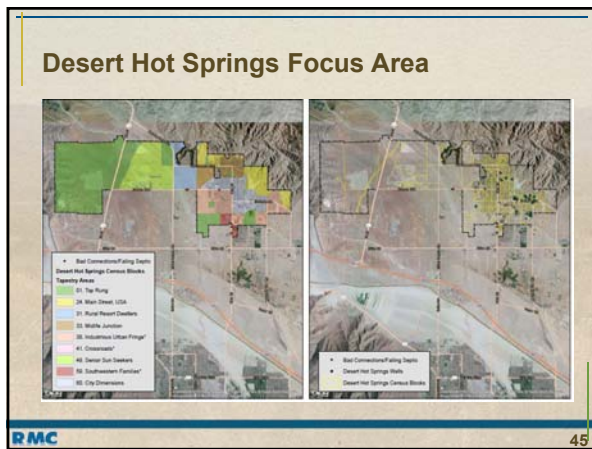 Desert Hot Springs Focus Area
Bad Connections/Failing Septic
Desert Hot Springs Census Blocks
Tapestry Areas
01. Top Rung
24. Main Street, USA
31. Rural Resort Dwellers
33. Midlife Junction
38. Industrious Urban Fringe*
41. Crossroads*
49. Senior Sun Seekers
59. Southwestern Families*
60. City Dimensions
Bad Connections/Failing Septic
Desert Hot Springs Wells
Desert Hot Springs Census Blocks
RMC
45